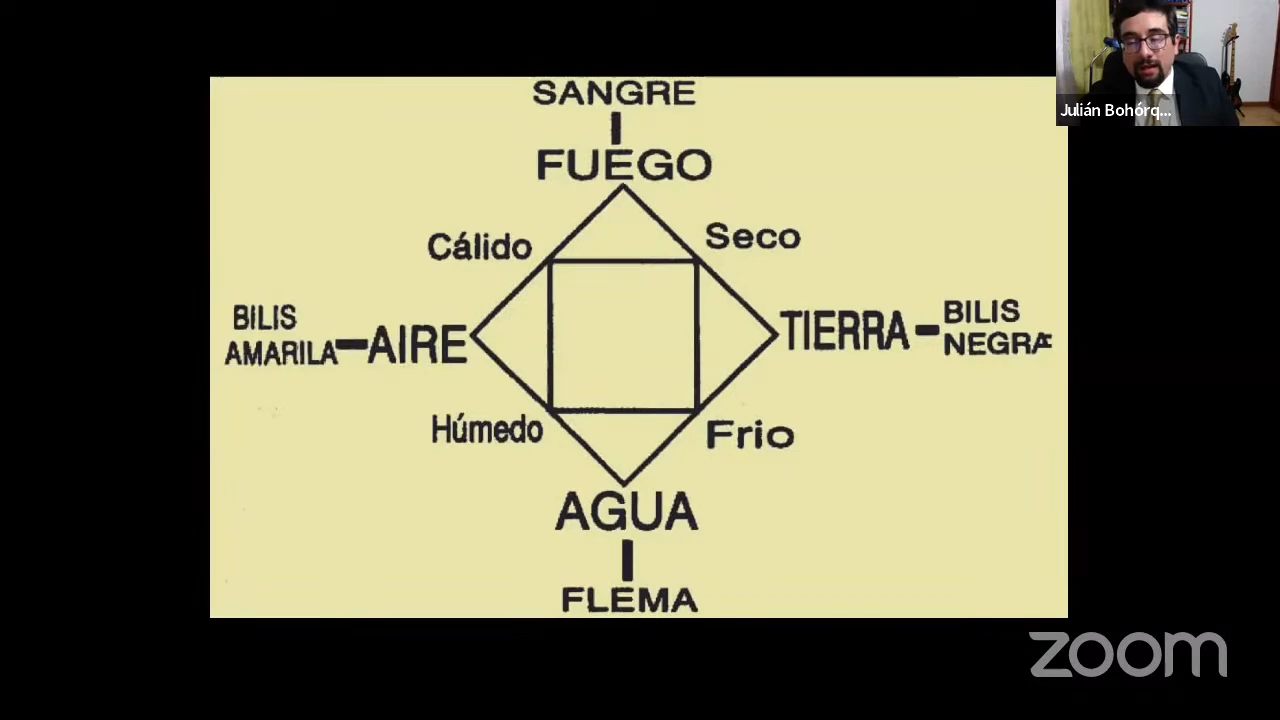 SANGRE
FUEGO
Cálido
Seco
BILIS
AMARILA
AIRE
TIERRA
BILIS
NEGRA
Húmedo
Frio
AGUA
FLEMA
Julián Bohórq...
zoom